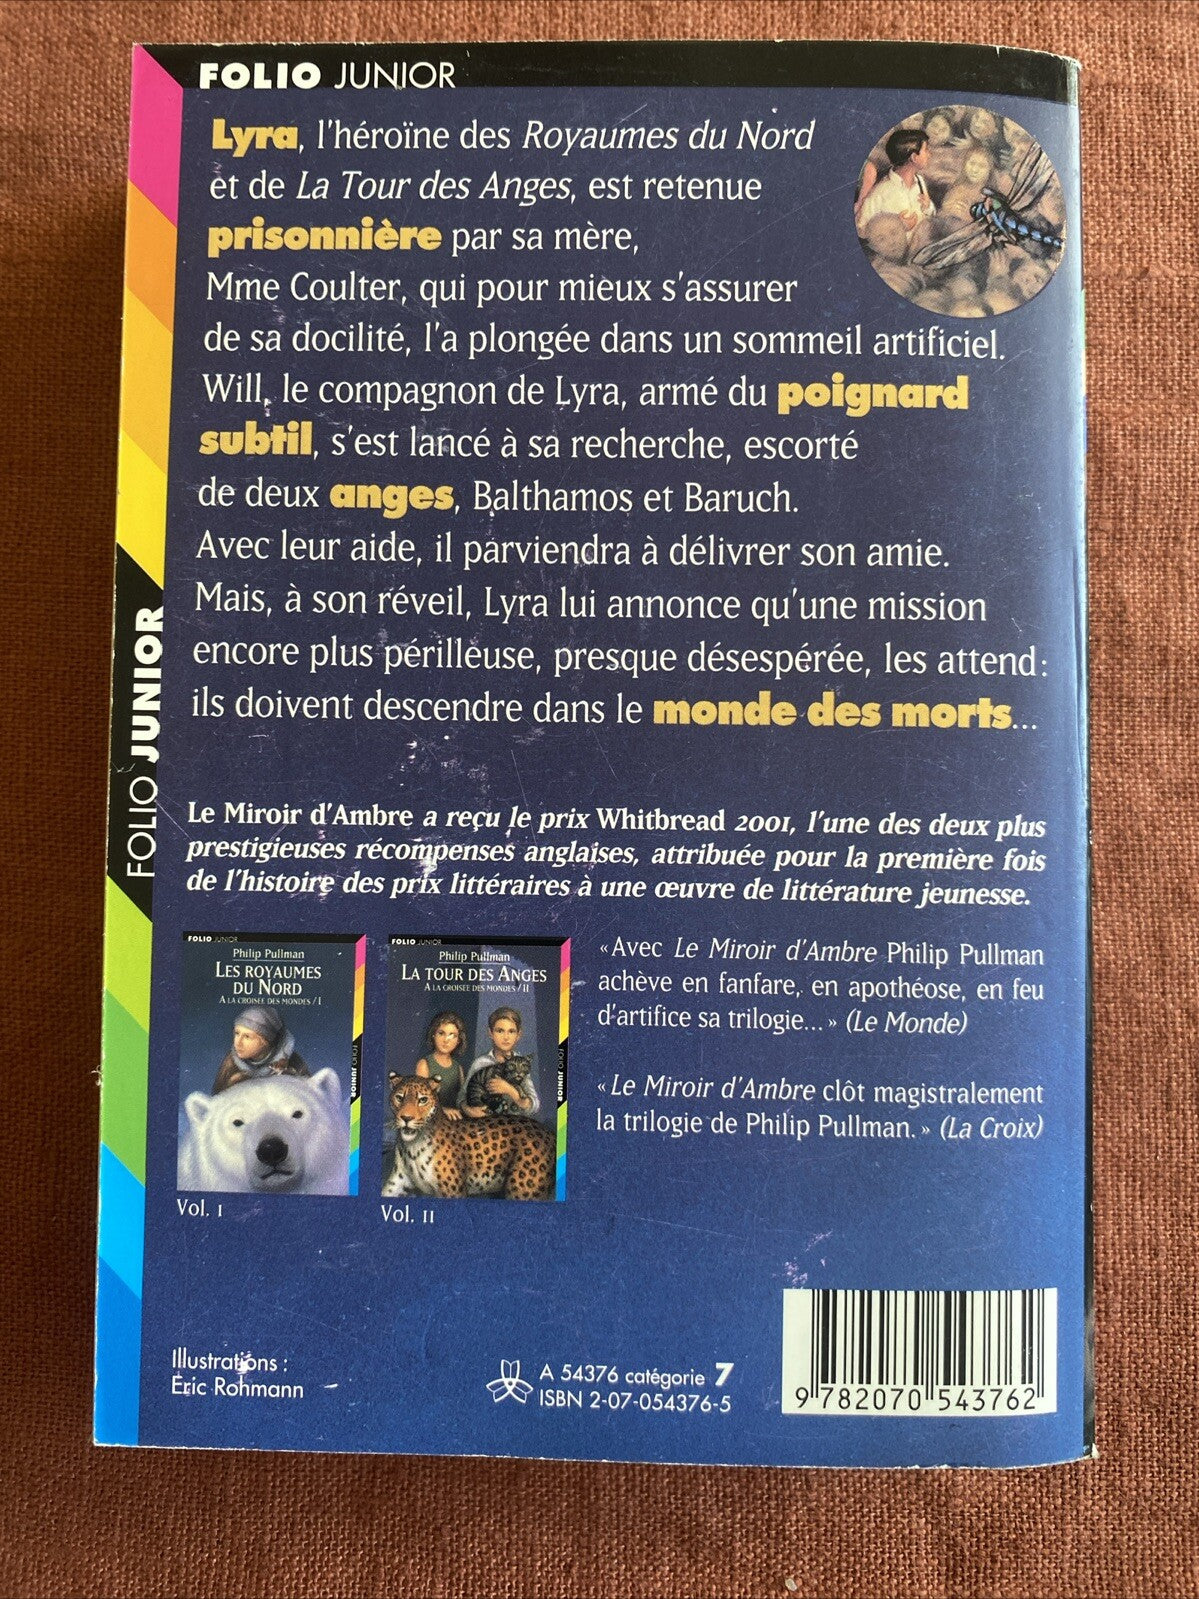 FOLIO JUNIOR
Lyra, l'héroïne des Royaumes du Nord
et de La Tour des Anges, est retenue
prisonnière par sa mère,
Mme Coulter, qui pour mieux s'assurer
de sa docilité, l'a plongée dans un sommeil artificiel.
Will, le compagnon de Lyra, armé du poignard
subtil, s'est lancé à sa recherche, escorté
de deux anges, Balthamos et Baruch.
Avec leur aide, il parviendra à délivrer son amie.
Mais, à son réveil, Lyra lui annonce qu'une mission
encore plus périlleuse, presque désespérée, les attend:
ils doivent descendre dans le monde des morts...
FOLIO JUNIOR
Le Miroir d'Ambre a reçu le prix Whitbread 2001, l'une des deux plus
prestigieuses récompenses anglaises, attribuée pour la première fois
de l'histoire des prix littéraires à une œuvre de littérature jeunesse.
FOLIO JUNIOR
Philip Pullman
LES ROYAUMES
DU NORD
A LA CROISEE DES MONDES / I
FOLIO JUNIOR
Vol. I
FOLIO JUNIOR
Philip Pullman
LA TOUR DES ANGES
A LA CROISEE DES MONDES / II
FOLIO JUNIOR
Vol. II
« Avec Le Miroir d'Ambre Philip Pullman
achève en fanfare, en apothéose, en feu
d'artifice sa trilogie... » (Le Monde)
« Le Miroir d'Ambre clôt magistralement
la trilogie de Philip Pullman. » (La Croix)
Illustrations :
Eric Rohmann
A 54376 catégorie 7
ISBN 2-07-054376-5
9 782070 543762